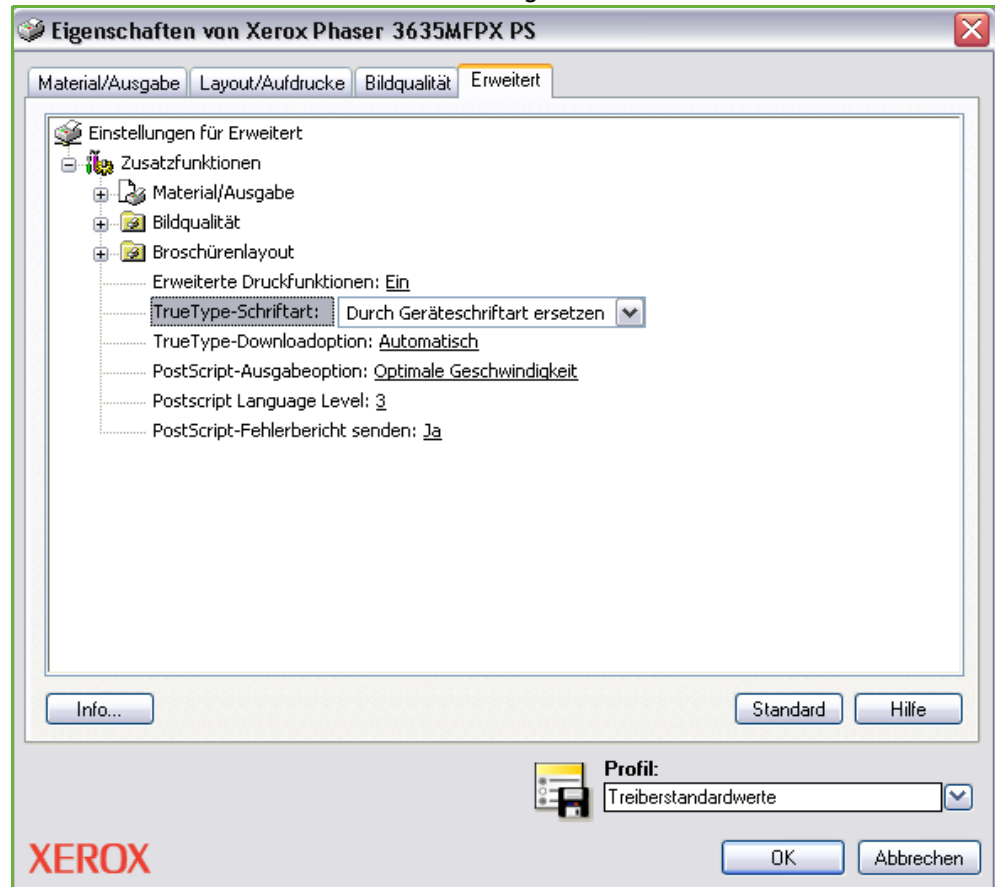 Eigenschaften von Xerox Phaser 3635MFPX PS
Material/Ausgabe Layout/Aufdrucke Bildqualität Erweitert
Einstellungen für Erweitert
Zusatzfunktionen
Material/Ausgabe
Bildqualität
Broschürenlayout
Erweiterte Druckfunktionen: Ein
TrueType-Schriftart: Durch Geräteschriftart ersetzen
TrueType-Downloadoption: Automatisch
PostScript-Ausgabeoption: Optimale Geschwindigkeit
Postscript Language Level: 3
PostScript-Fehlerbericht senden: Ja
Info... Standard Hilfe
Profil:
Treiberstandardwerte
XEROX OK Abbrechen